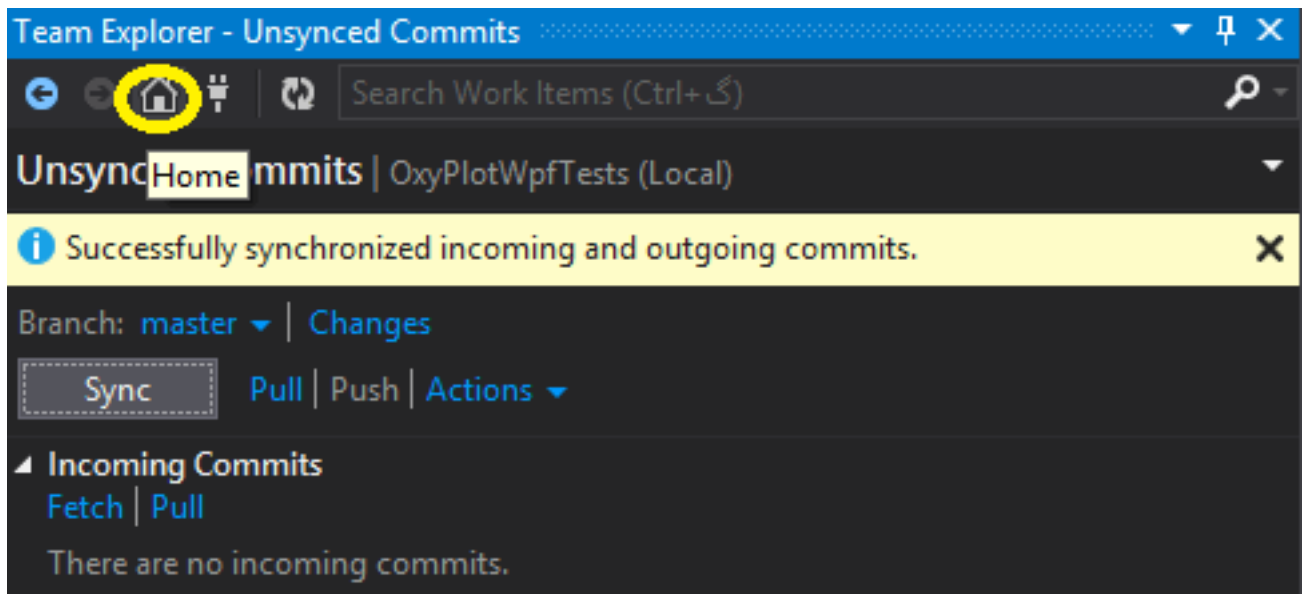 Team Explorer - Unsynced Commits
Search Work Items (Ctrl+گ)
Unsync mmits | OxyPlotWpfTests (Local)
Home
Successfully synchronized incoming and outgoing commits.
Branch: master | Changes
Sync Pull | Push | Actions
Incoming Commits
Fetch | Pull
There are no incoming commits.